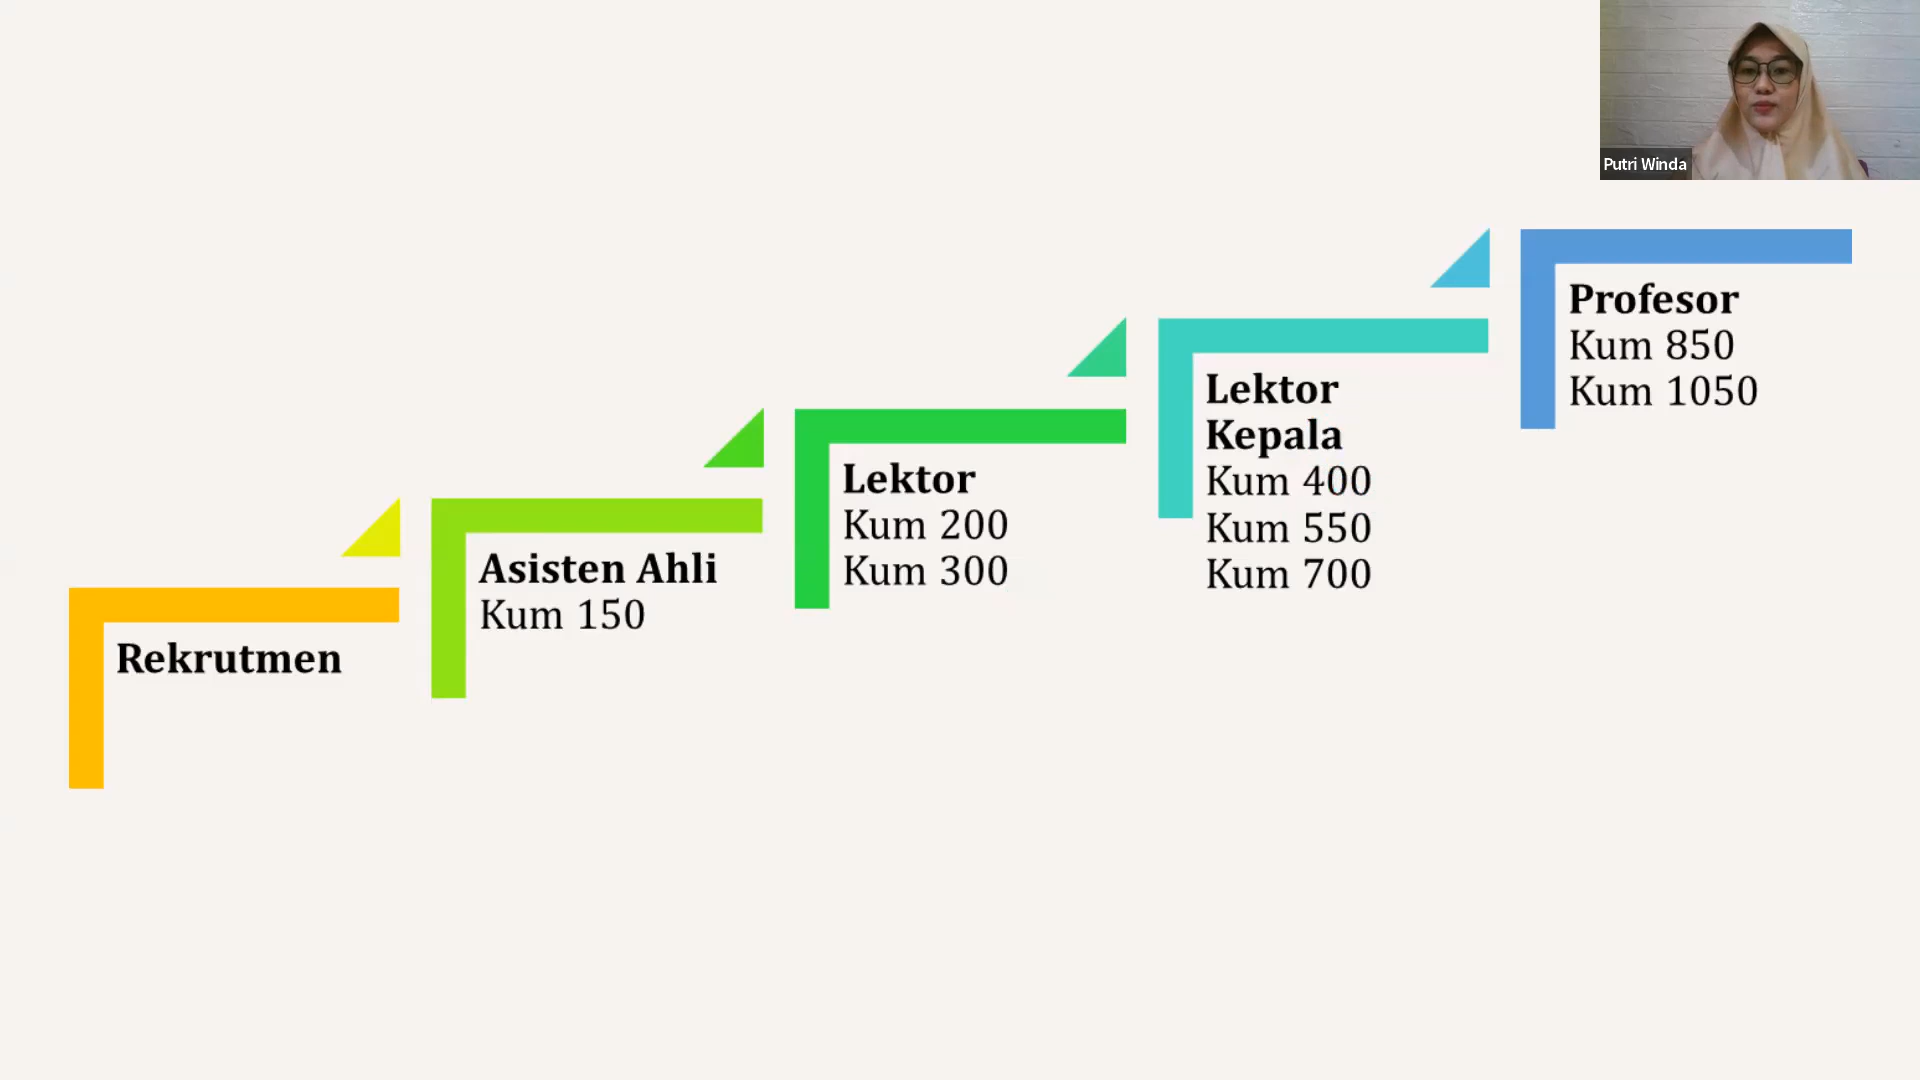 Putri Winda
Rekrutmen
Asisten Ahli
Kum 150
Lektor
Kum 200
Kum 300
Lektor
Kepala
Kum 400
Kum 550
Kum 700
Profesor
Kum 850
Kum 1050